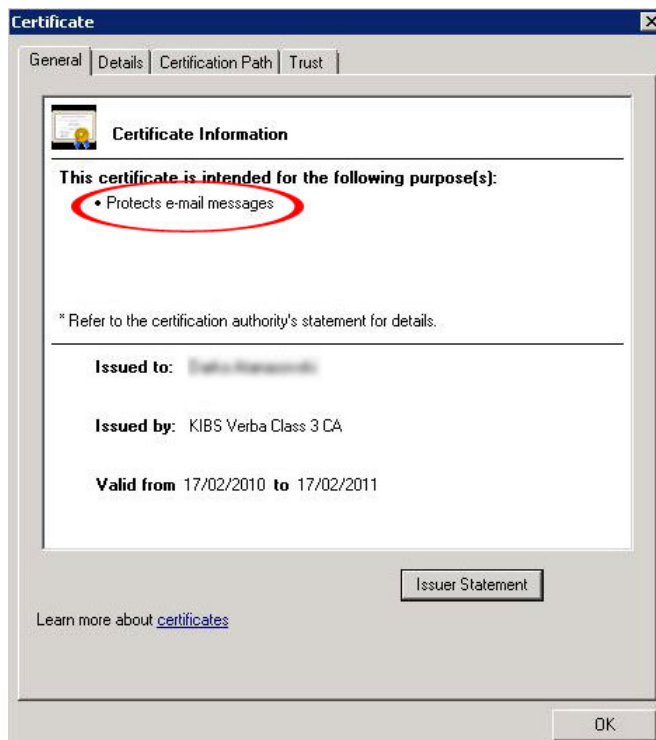 Certificate
General Details Certification Path Trust
Certificate Information
This certificate is intended for the following purpose(s):
• Protects e-mail messages
* Refer to the certification authority's statement for details.
Issued to:
Issued by: KIBS Verba Class 3 CA
Valid from 17/02/2010 to 17/02/2011
Issuer Statement
Learn more about certificates
OK